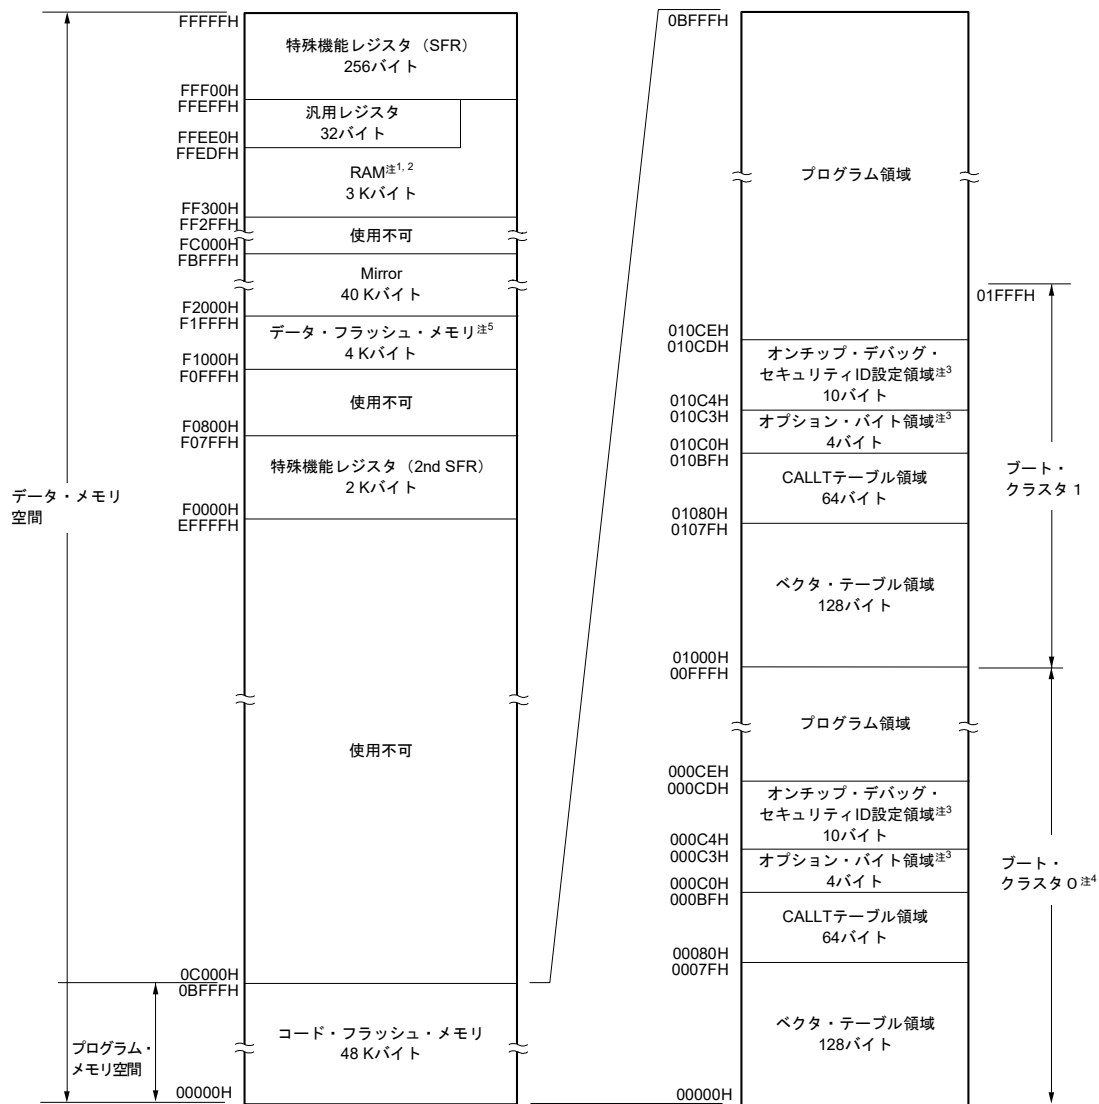 FFFFFH
特殊機能レジスタ（SFR）
256バイト
FFF00H
FFEFFH
汎用レジスタ
32バイト
FFEE0H
FFEDFH
RAM注1, 2
3 Kバイト
FF300H
FF2FFH
使用不可
FC000H
FBFFFH
Mirror
40 Kバイト
F2000H
F1FFFH
データ・フラッシュ・メモリ注5
4 Kバイト
F1000H
F0FFFH
使用不可
F0800H
F07FFH
特殊機能レジスタ（2nd SFR）
2 Kバイト
データ・メモリ
空間
F0000H
EFFFFH
使用不可
0C000H
0BFFFH
コード・フラッシュ・メモリ
48 Kバイト
プログラム・
メモリ空間
00000H
0BFFFH
プログラム領域
01FFFH
010CEH
010CDH
オンチップ・デバッグ・
セキュリティID設定領域注3
10バイト
010C4H
010C3H
オプション・バイト領域注3
4バイト
010C0H
010BFH
CALLTテーブル領域
64バイト
ブート・
クラスタ１
01080H
0107FH
ベクタ・テーブル領域
128バイト
01000H
00FFFH
プログラム領域
000CEH
000CDH
オンチップ・デバッグ・
セキュリティID設定領域注3
10バイト
000C4H
000C3H
オプション・バイト領域注3
4バイト
ブート・
クラスタ０注4
000C0H
000BFH
CALLTテーブル領域
64バイト
00080H
0007FH
ベクタ・テーブル領域
128バイト
00000H